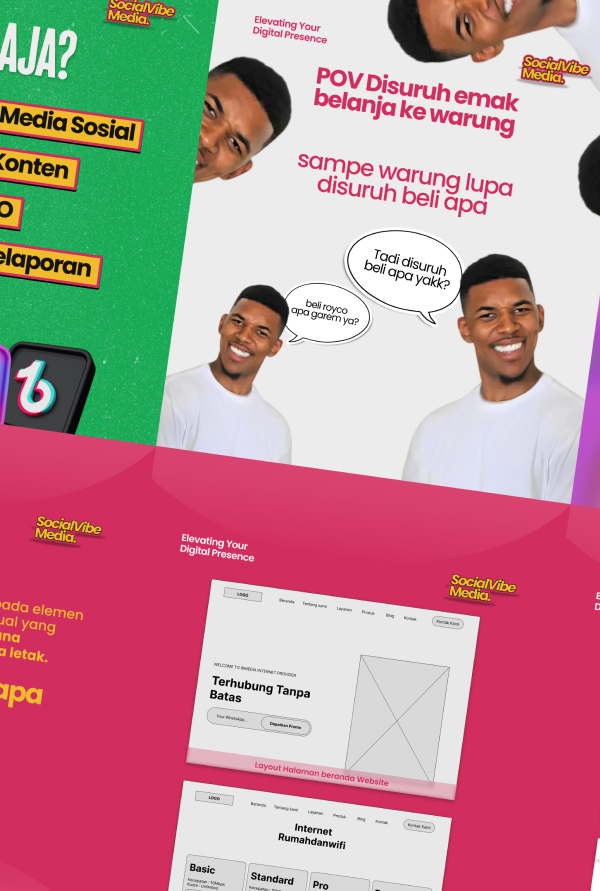 SocialVibe
Media.
AJA?
Media Sosial
Konten
O
elaporan
Elevating Your
Digital Presence
SocialVibe
Media.
POV Disuruh emak
belanja ke warung
sampe warung lupa
disuruh beli apa
Tadi disuruh
beli apa yakk?
beli royco
apa garem ya?
SocialVibe
Media.
pada elemen
ual yang
una
a letak.
apa
Elevating Your
Digital Presence
SocialVibe
Media.
LOGO Beranda Tentang kami Layanan Produk Blog Kontak Kontak Kami
WELCOME TO BIMEDIA INTERNET PROVIDER
Terhubung Tanpa
Batas
Your WhatsApp... Dapatkan Promo
Layout Halaman beranda Website
LOGO Beranda Tentang kami Layanan Produk Blog Kontak Kontak Kami
Internet
Rumahdanwifi
Basic Standard Pro
E
D